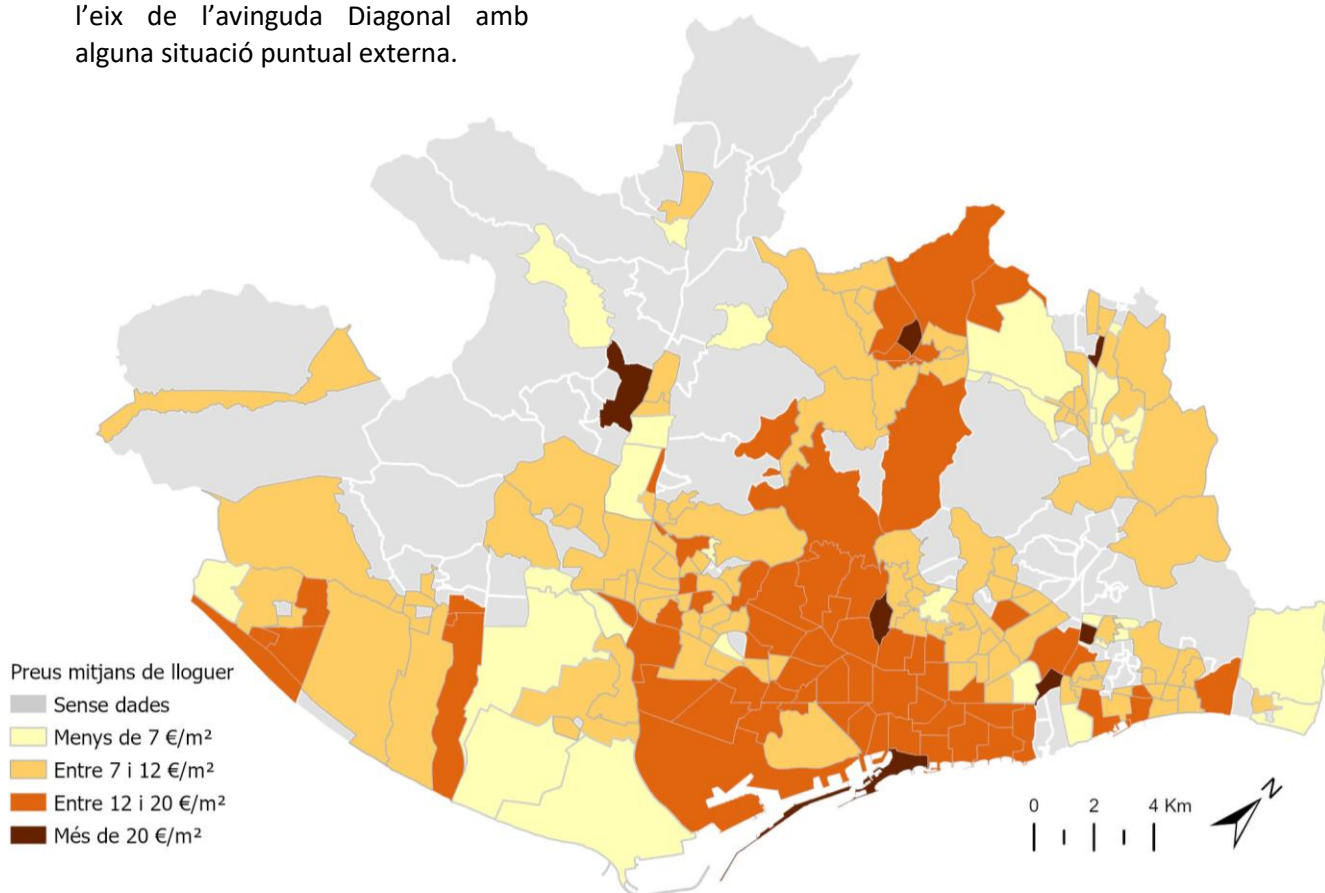 l’eix de l’avinguda Diagonal amb
alguna situació puntual externa.
Preus mitjans de lloguer
Sense dades
Menys de 7 €/m²
Entre 7 i 12 €/m²
Entre 12 i 20 €/m²
Més de 20 €/m²
0 2 4 Km
N